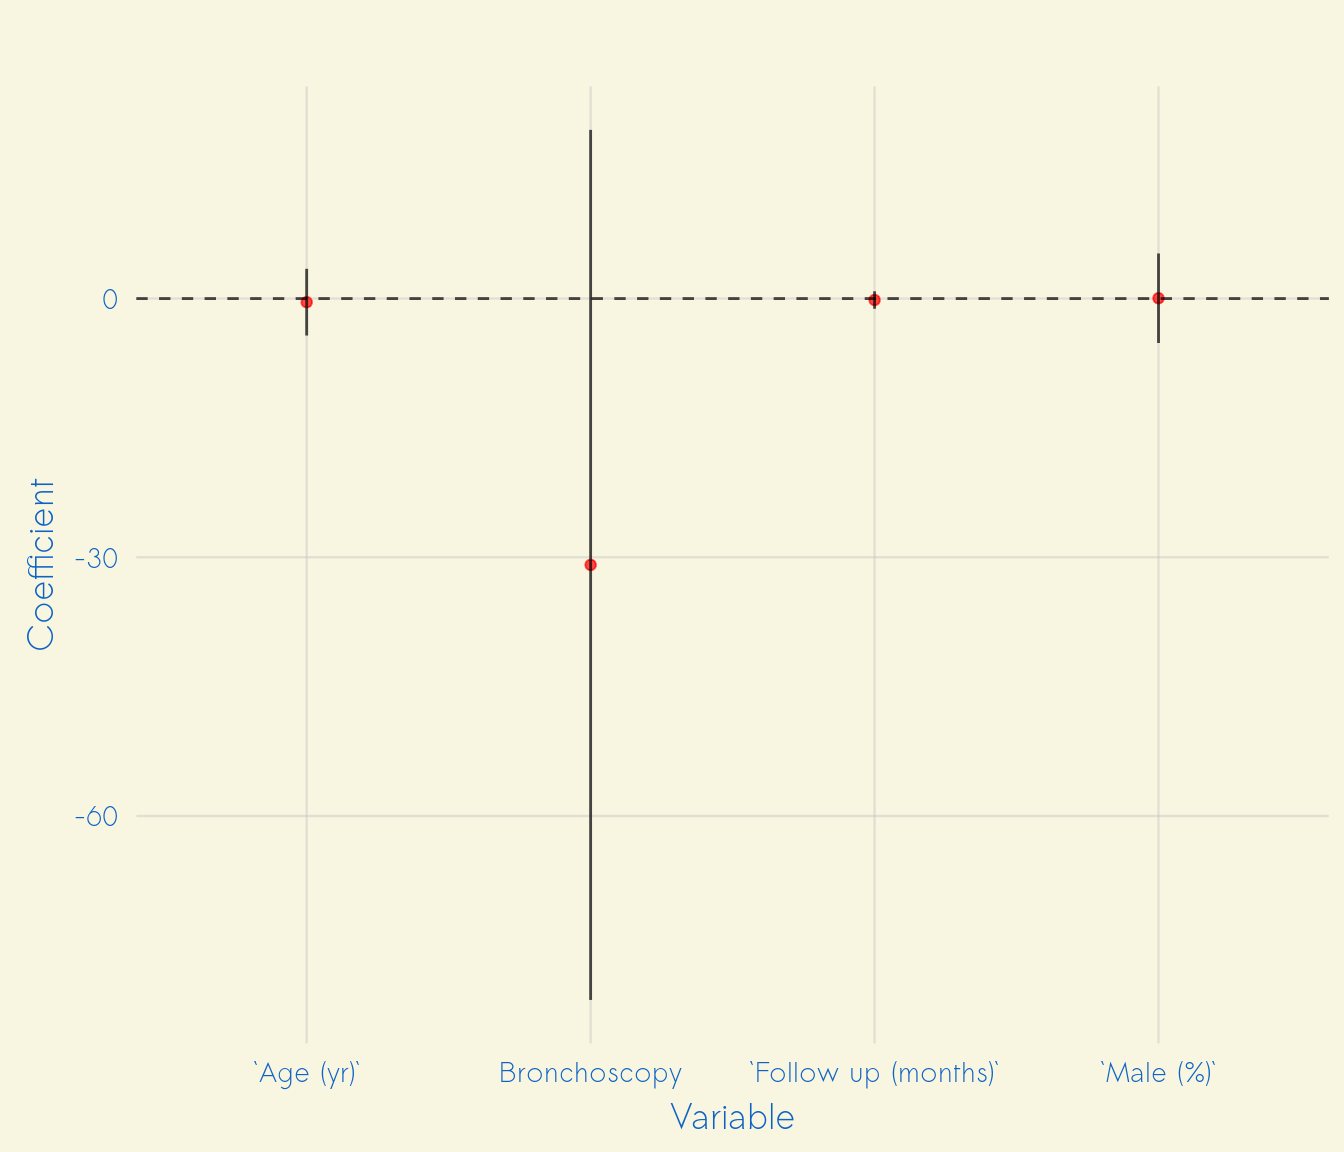 Coefficient
0
-30
-60
`Age (yr)` Bronchoscopy `Follow up (months)` `Male (%)`
Variable